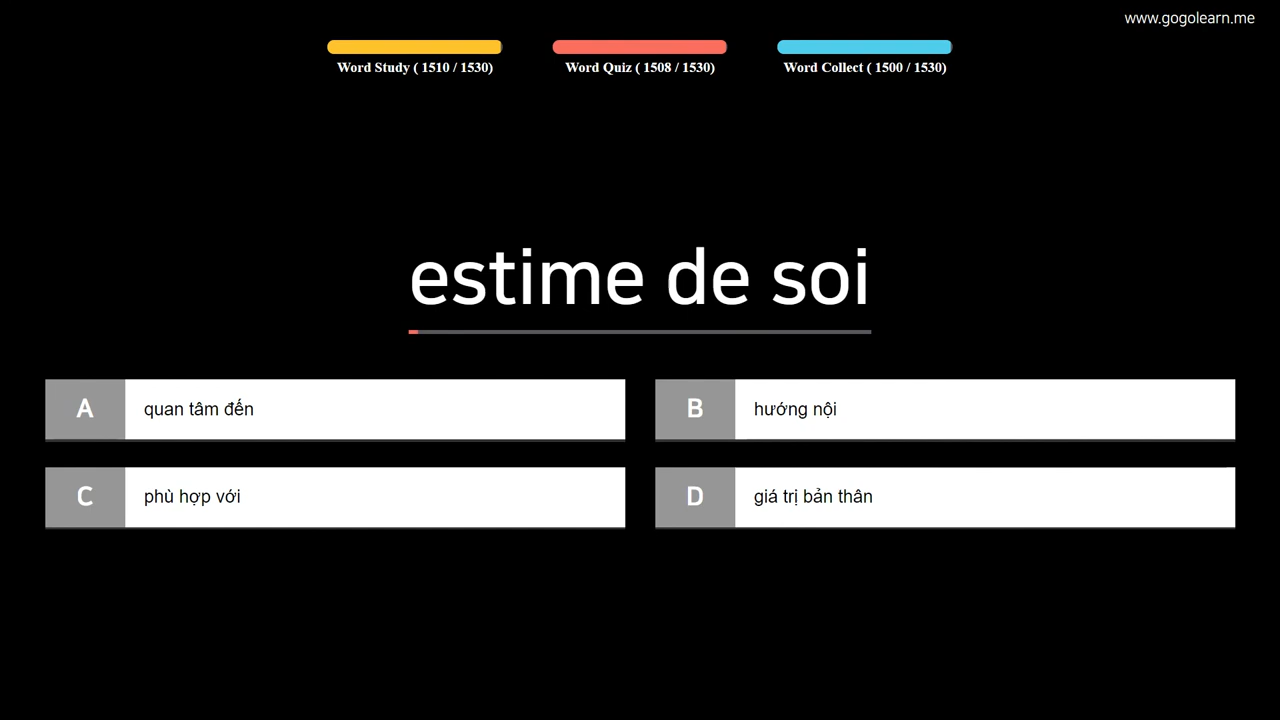 www.gogolearn.me
Word Study ( 1510 / 1530)
Word Quiz ( 1508 / 1530)
Word Collect ( 1500 / 1530)
estime de soi
A quan tâm đến
B hướng nội
C phù hợp với
D giá trị bản thân